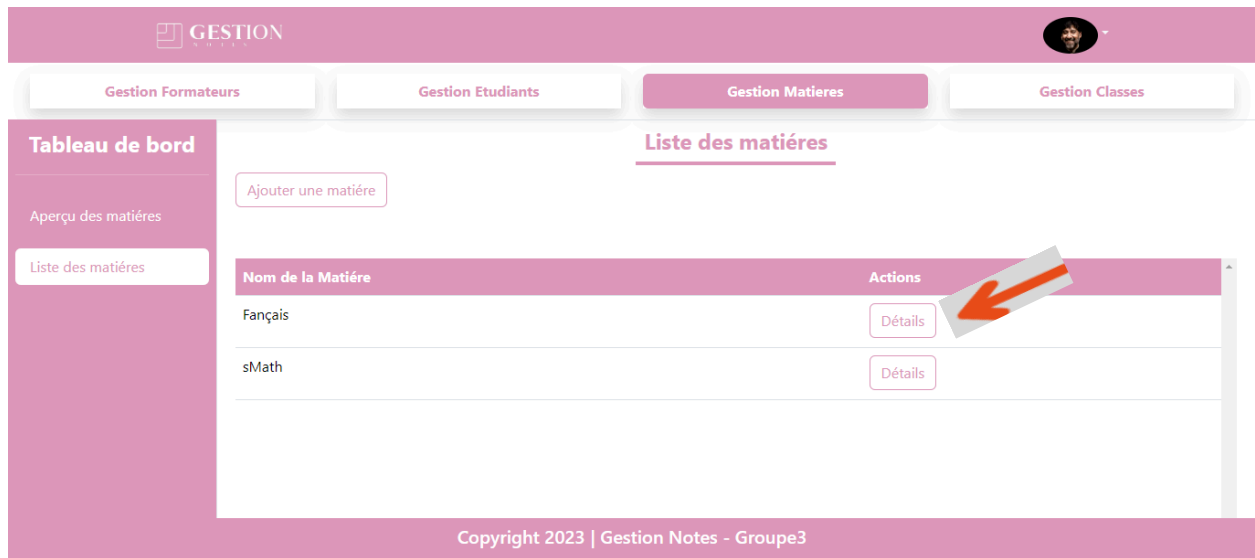 GESTION
NOTES
Gestion Formateurs
Gestion Etudiants
Gestion Matieres
Gestion Classes
Tableau de bord
Aperçu des matiéres
Liste des matiéres
Liste des matiéres
Ajouter une matiére
Nom de la Matiére Actions
Fançais Détails
sMath Détails
Copyright 2023 | Gestion Notes - Groupe3